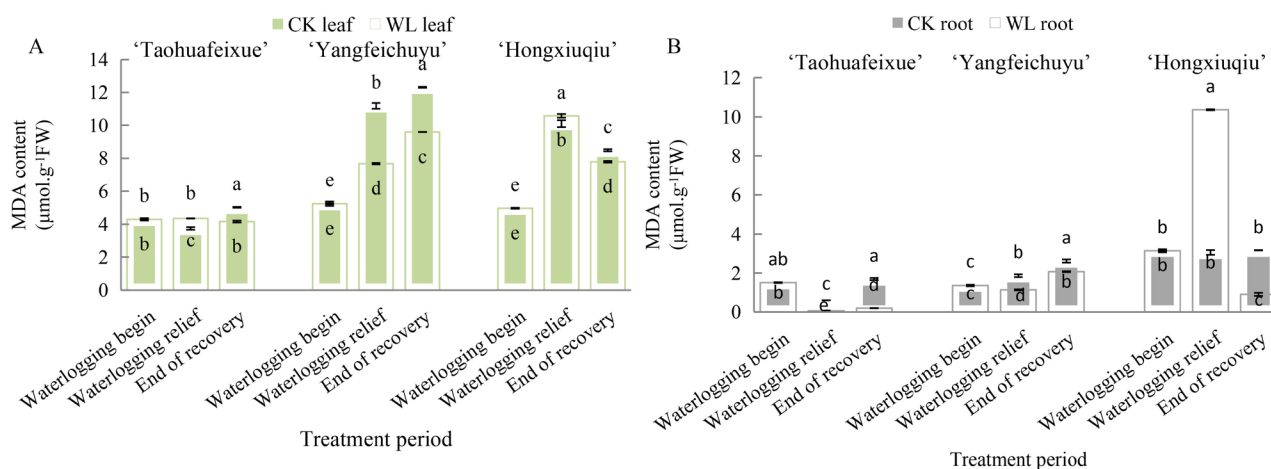 CK leaf WL leaf
A
‘Taohuafeixue’ ‘Yangfeichuyu’ ‘Hongxiuqiu’
MDA content
(μmol.g-1FW)
14
12
10
8
6
4
2
0
b b a
b c b
e b a
e d c
e a c
e b d
Waterlogging begin
Waterlogging relief
End of recovery
Waterlogging begin
Waterlogging relief
End of recovery
Waterlogging begin
Waterlogging relief
End of recovery
Treatment period
CK root WL root
B
‘Taohuafeixue’ ‘Yangfeichuyu’ ‘Hongxiuqiu’
MDA content
(μmol.g-1FW)
12
10
8
6
4
2
0
ab c a
b e d
c b a
c d b
b a b
b b c
Waterlogging begin
Waterlogging relief
End of recovery
Waterlogging begin
Waterlogging relief
End of recovery
Waterlogging begin
Waterlogging relief
End of recovery
Treatment period